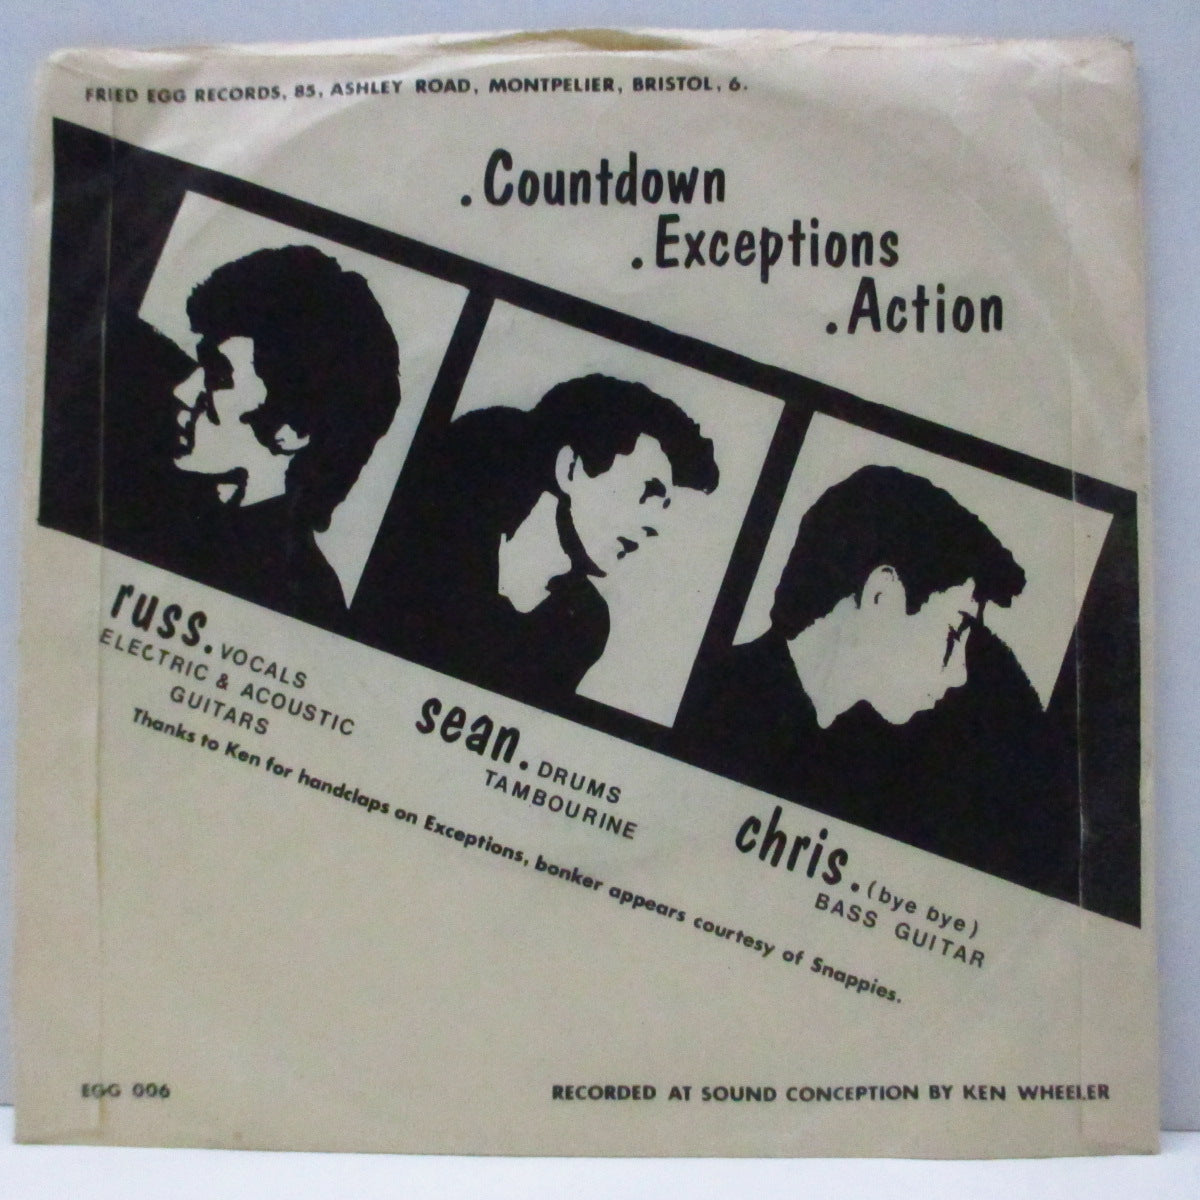 FRIED EGG RECORDS, 85, ASHLEY ROAD, MONTPELIER, BRISTOL, 6.
.Countdown
.Exceptions
.Action
russ. VOCALS
ELECTRIC & ACOUSTIC
GUITARS
sean. DRUMS
TAMBOURINE
chris. (bye bye)
BASS GUITAR
Thanks to Ken for handclaps on Exceptions, bonker appears courtesy of Snappies.
EGG 006
RECORDED AT SOUND CONCEPTION BY KEN WHEELER